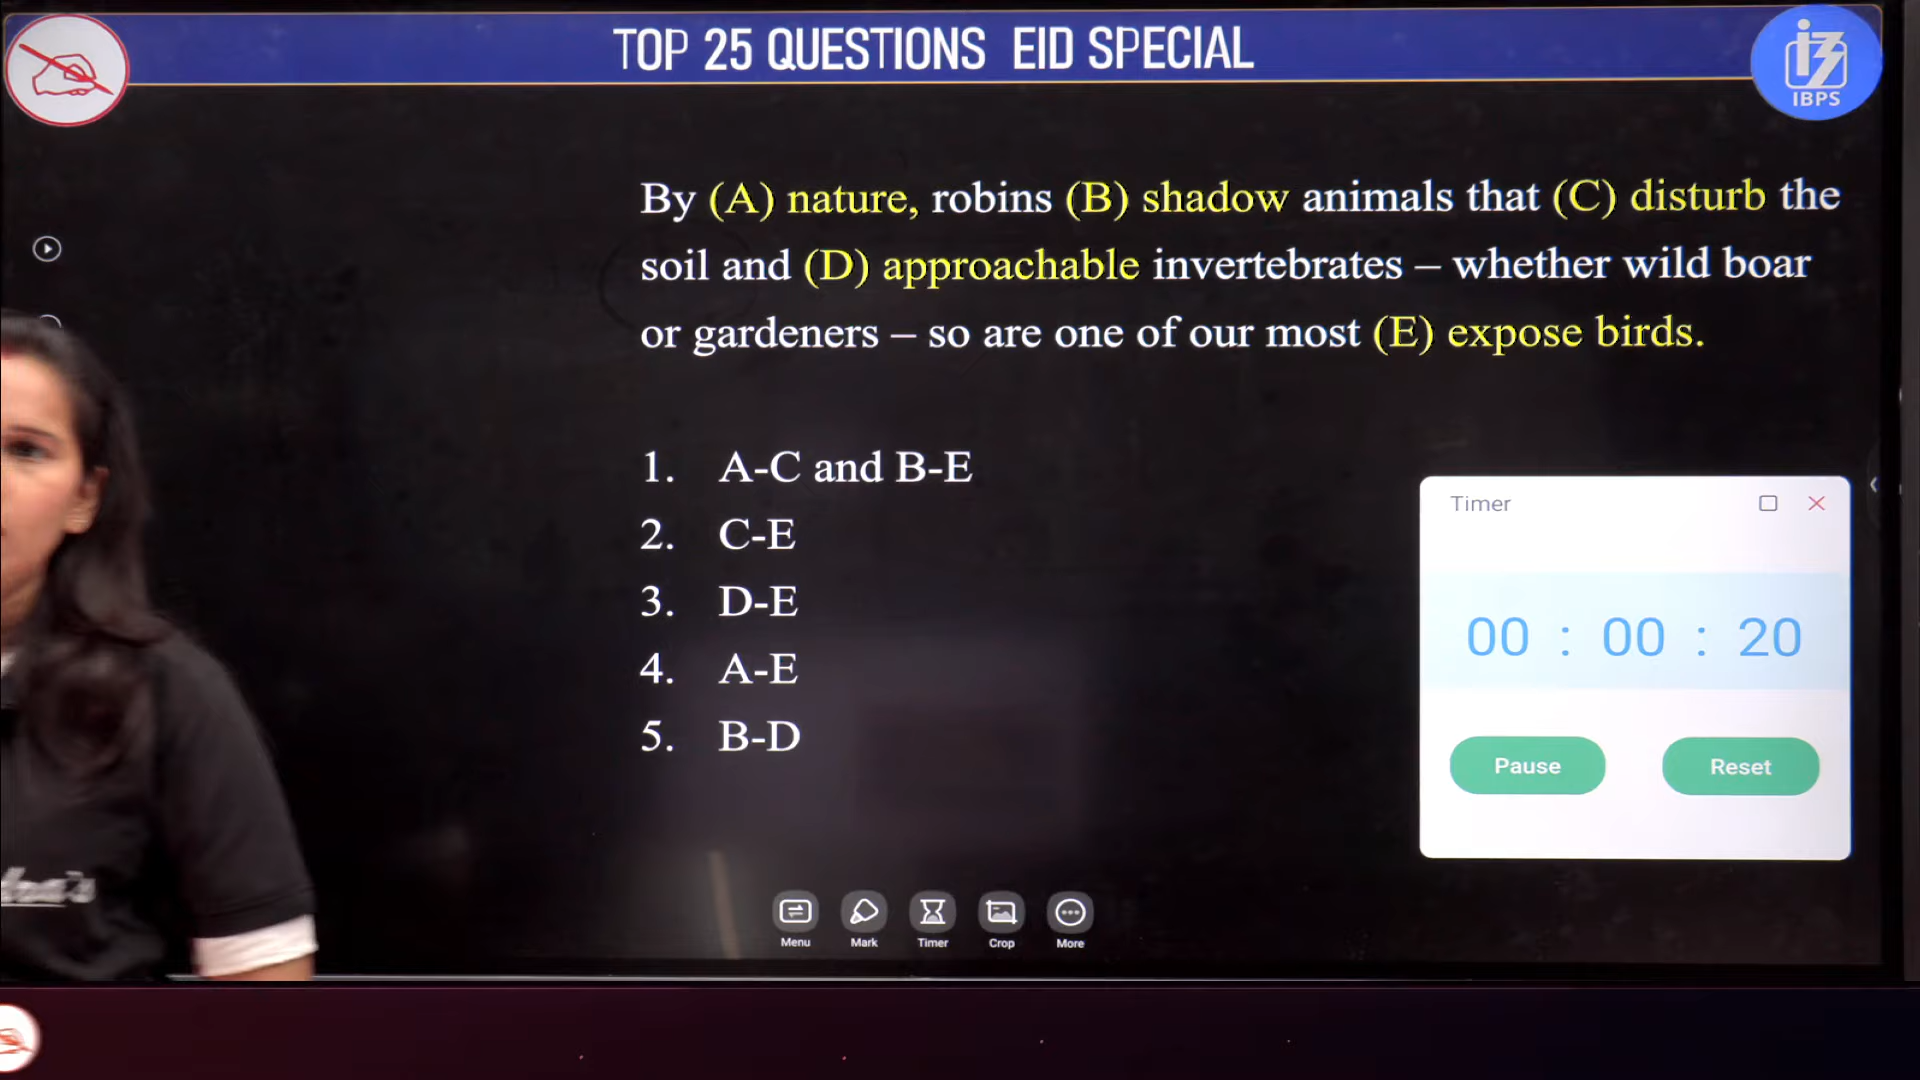 TOP 25 QUESTIONS EID SPECIAL
IBPS
By (A) nature, robins (B) shadow animals that (C) disturb the
soil and (D) approachable invertebrates – whether wild boar
or gardeners – so are one of our most (E) expose birds.
1. A-C and B-E
2. C-E
3. D-E
4. A-E
5. B-D
Timer
00 : 00 : 20
Pause Reset
Menu Mark Timer Crop More